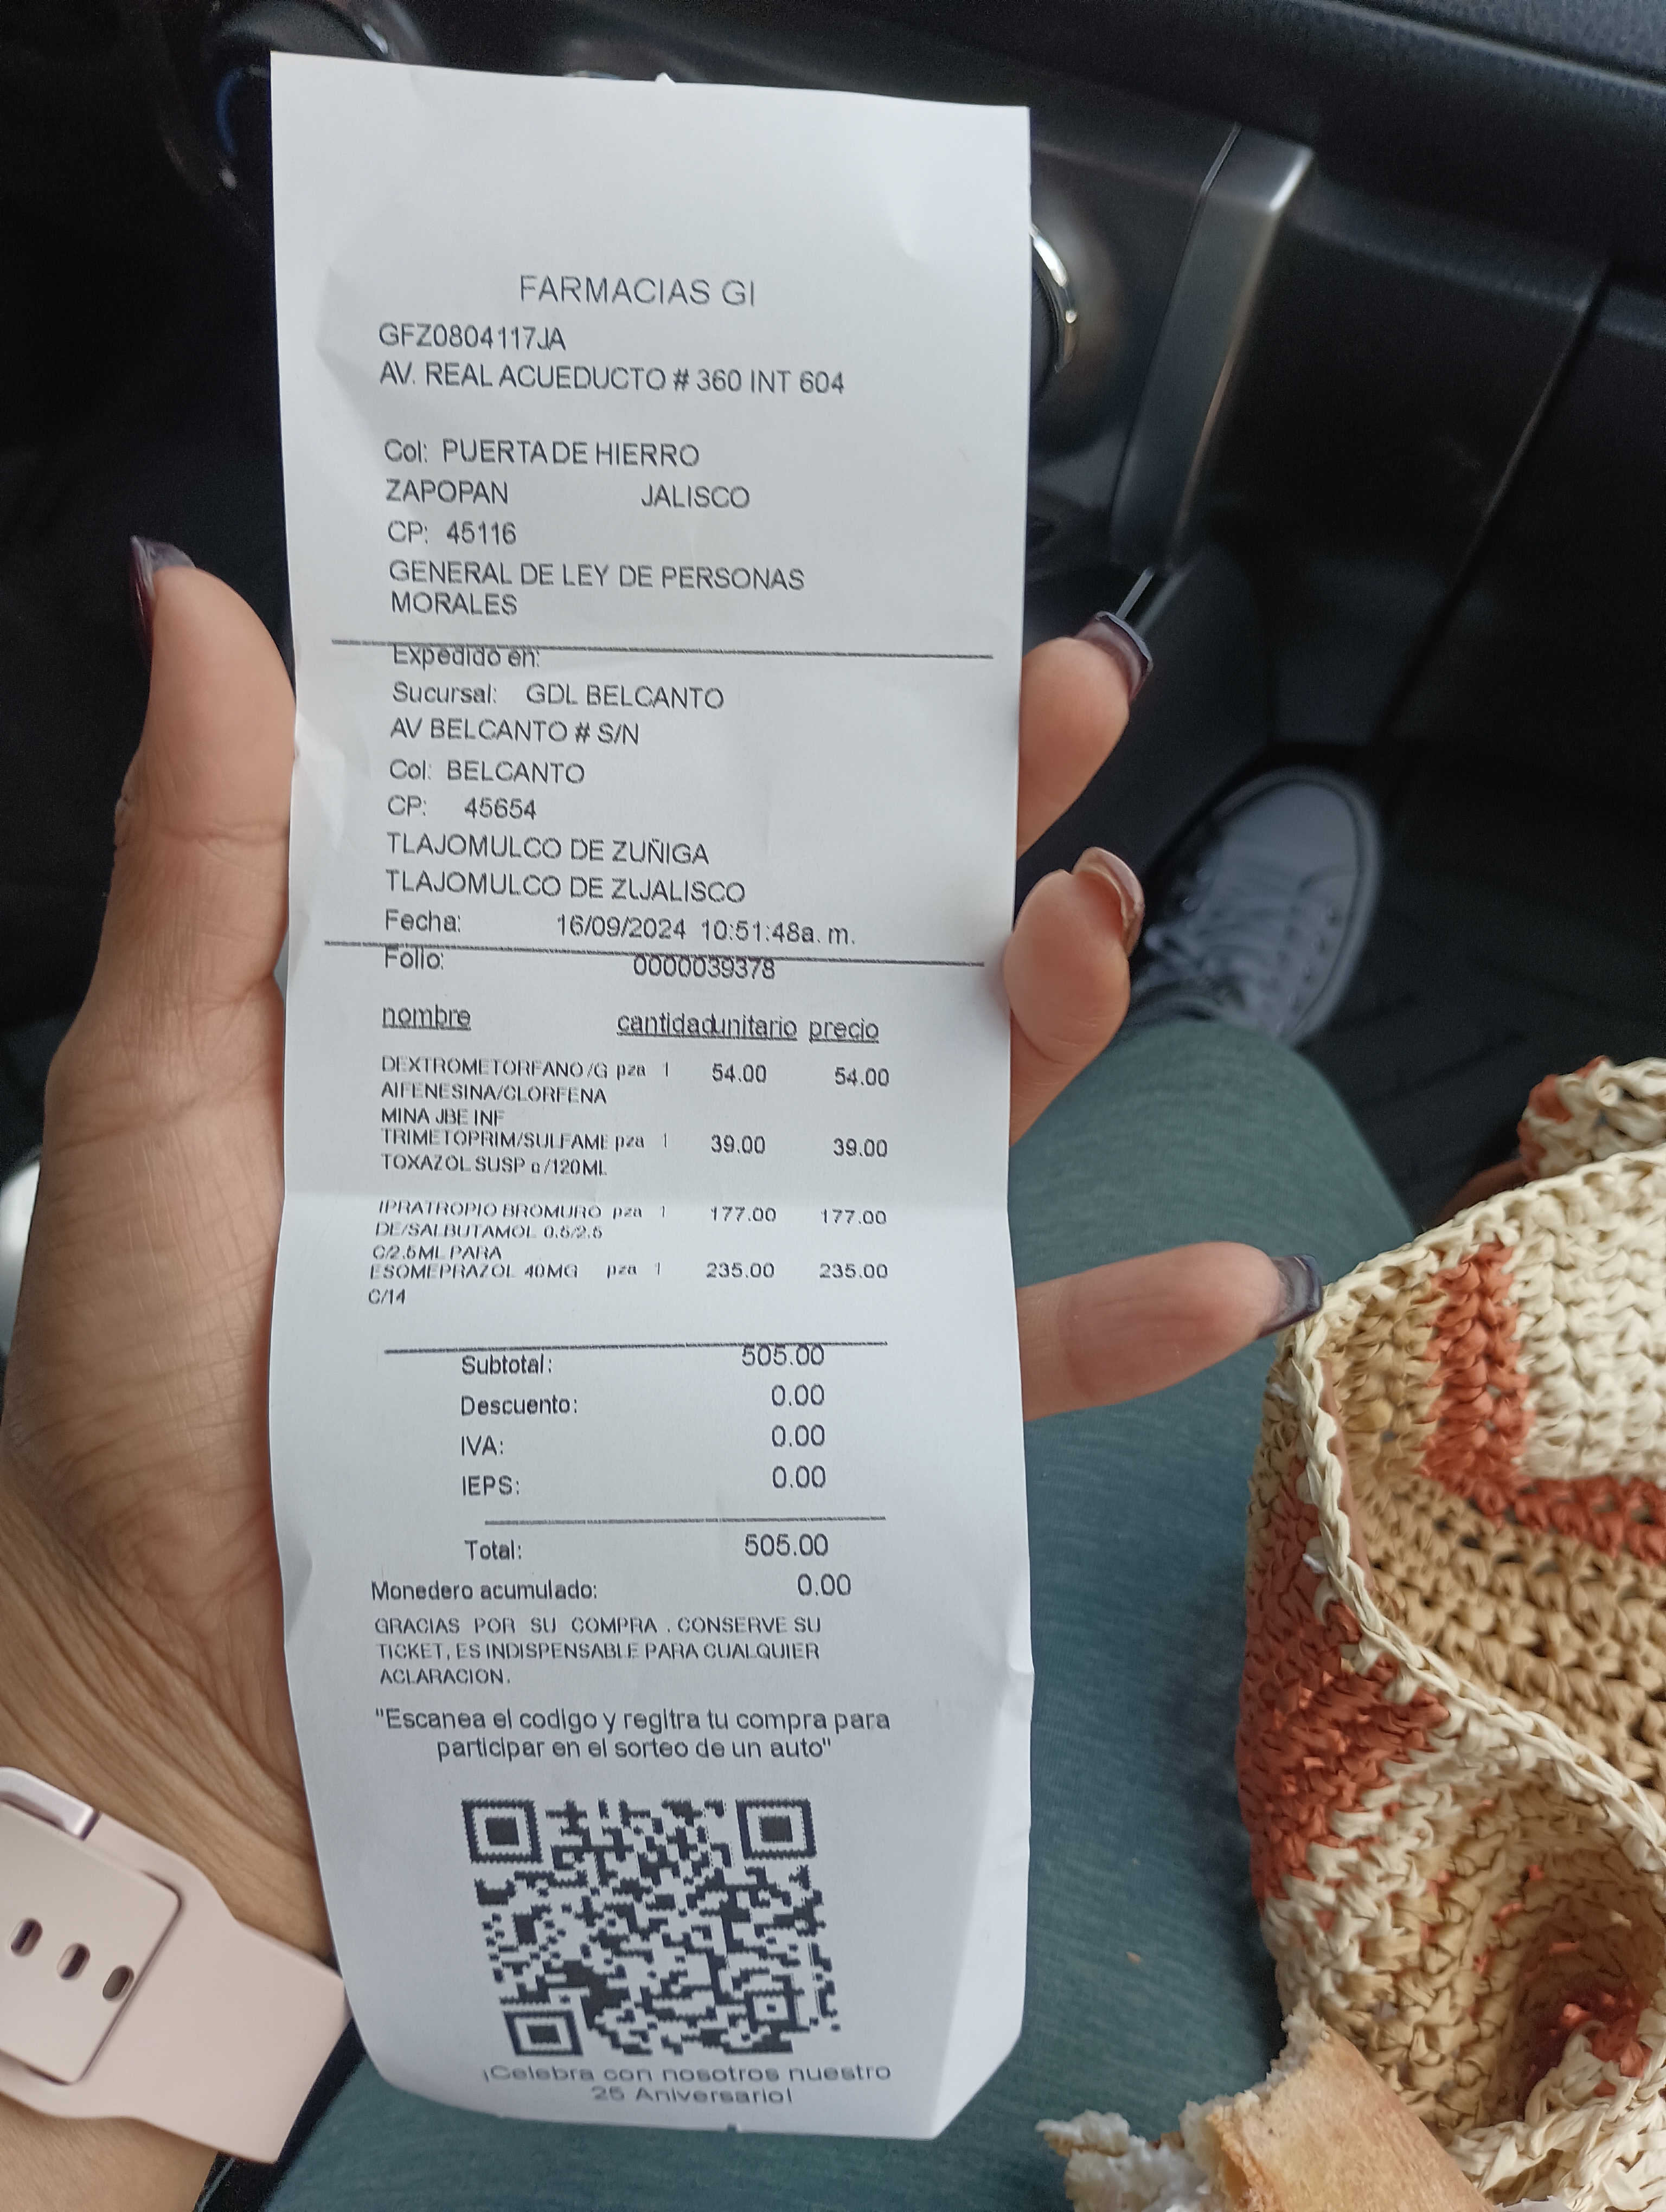 FARMACIAS GI
GFZ0804117JA
AV. REAL ACUEDUCTO # 360 INT 604
Col: PUERTA DE HIERRO
ZAPOPAN JALISCO
CP: 45116
GENERAL DE LEY DE PERSONAS
MORALES
Expedido en:
Sucursal: GDL BELCANTO
AV BELCANTO # S/N
Col: BELCANTO
CP: 45654
TLAJOMULCO DE ZUÑIGA
TLAJOMULCO DE ZUJALISCO
Fecha: 16/09/2024 10:51:48a. m.
Folio: 0000039378
nombre cantidad unitario precio
DEXTROMETORFANO/G pza 1 54.00 54.00
AIFENESINA/CLORFENA
MINA JBE INF
TRIMETOPRIM/SULFAME pza 1 39.00 39.00
TOXAZOL SUSP c/120ML
IPRATROPIO BROMURO pza 1 177.00 177.00
DE/SALBUTAMOL 0.5/2.5
C/2.5ML PARA
ESOMEPRAZOL 40MG pza 1 235.00 235.00
C/14
Subtotal: 505.00
Descuento: 0.00
IVA: 0.00
IEPS: 0.00
Total: 505.00
Monedero acumulado: 0.00
GRACIAS POR SU COMPRA . CONSERVE SU
TICKET, ES INDISPENSABLE PARA CUALQUIER
ACLARACION.
"Escanea el codigo y regitra tu compra para
participar en el sorteo de un auto"
¡Celebra con nosotros nuestro
25 Aniversario!